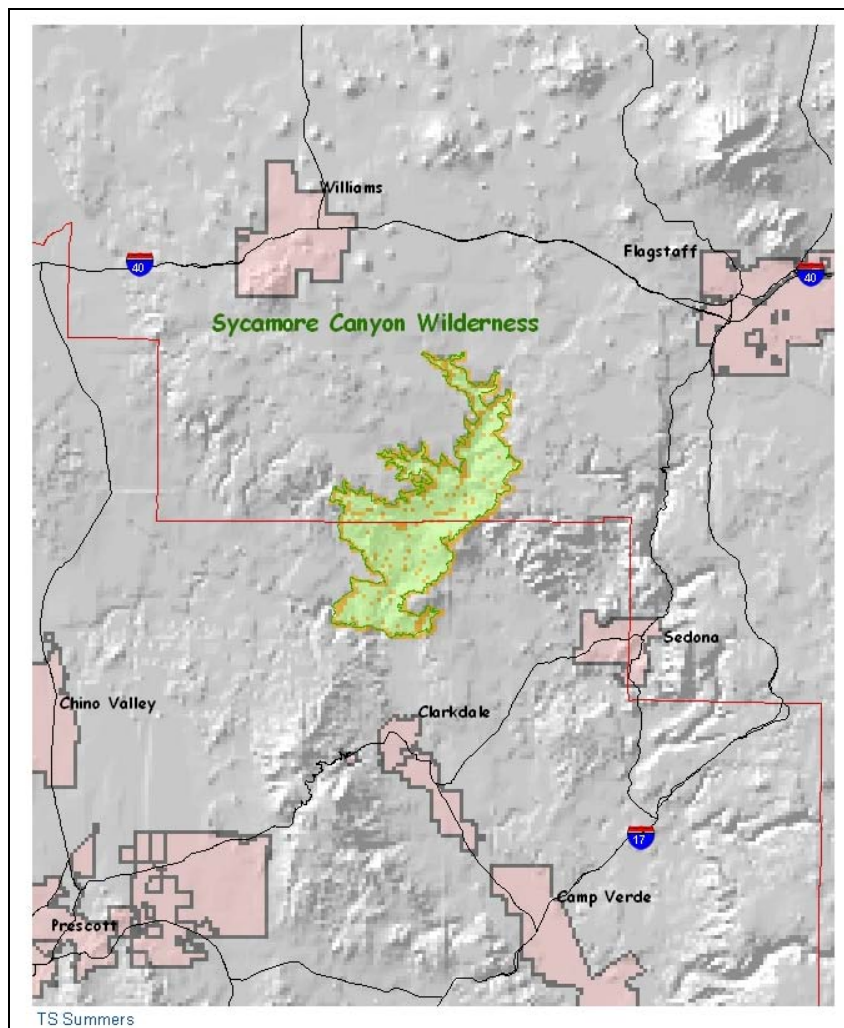 Williams
Flagstaff
40
40
Sycamore Canyon Wilderness
Sedona
Chino Valley
Clarkdale
17
Camp Verde
Prescott
TS Summers